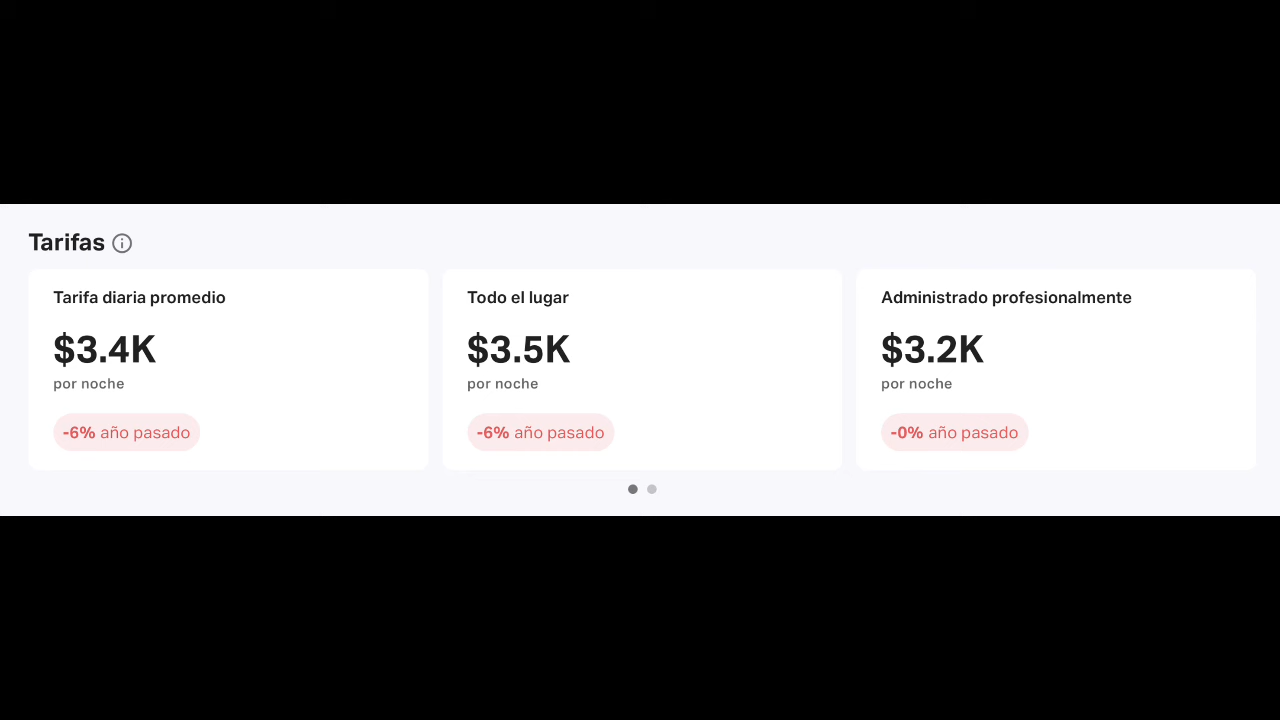 Tarifas
Tarifa diaria promedio
$3.4K
por noche
-6% año pasado
Todo el lugar
$3.5K
por noche
-6% año pasado
Administrado profesionalmente
$3.2K
por noche
-0% año pasado